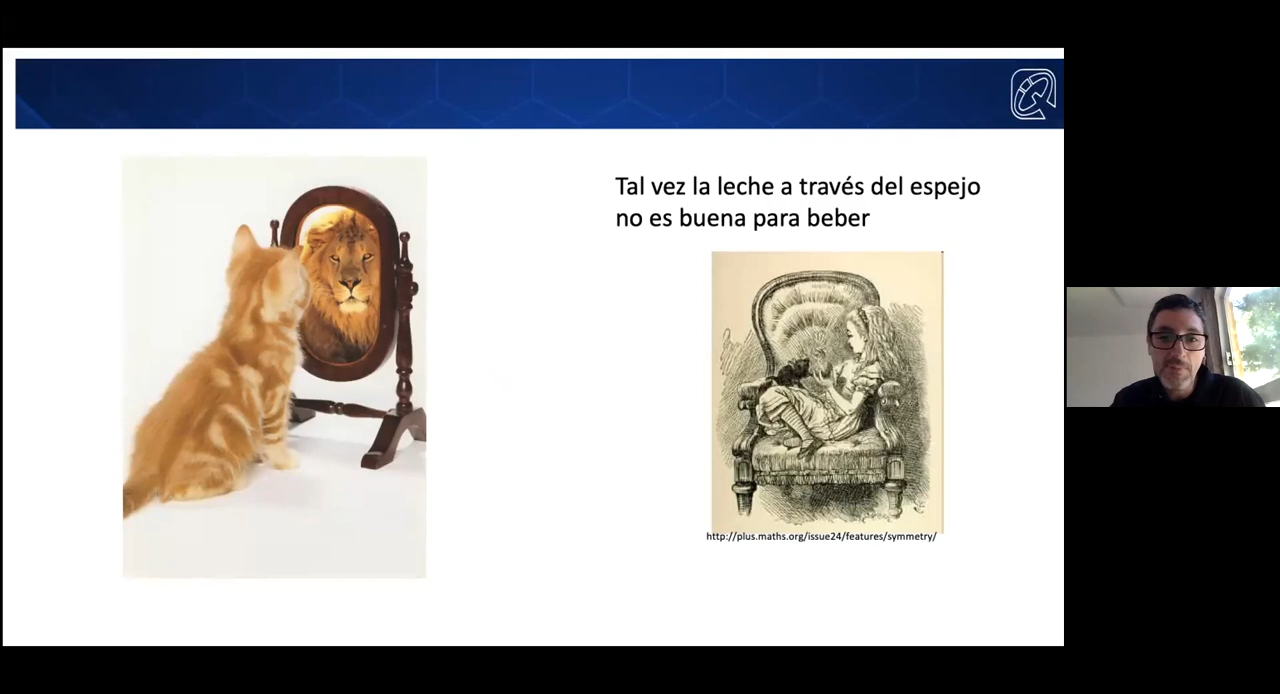 Tal vez la leche a través del espejo
no es buena para beber
http://plus.maths.org/issue24/features/symmetry/